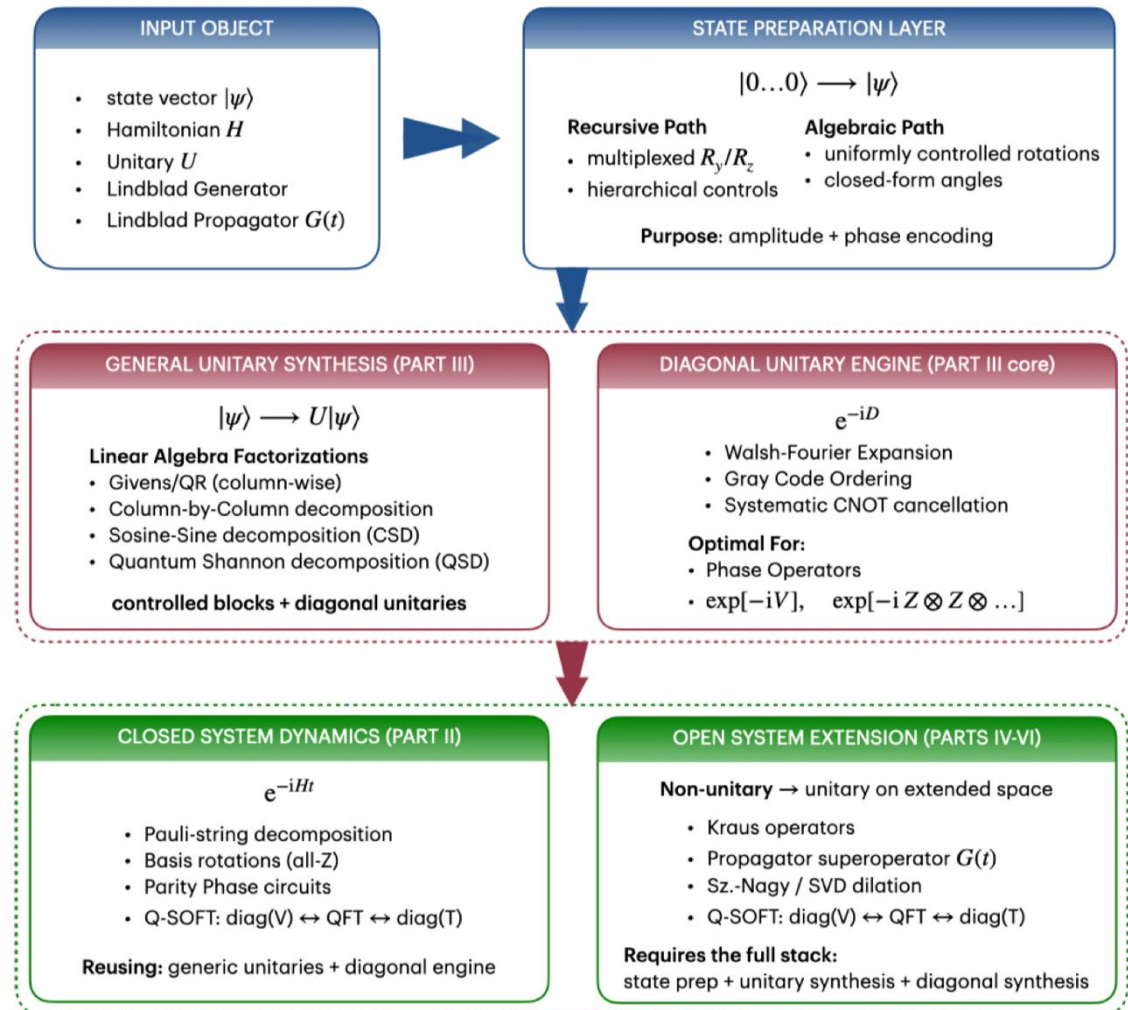 INPUT OBJECT
• state vector |ψ⟩
• Hamiltonian H
• Unitary U
• Lindblad Generator
• Lindblad Propagator G(t)
STATE PREPARATION LAYER
|0…0⟩ ⟶ |ψ⟩
Recursive Path
• multiplexed R_y/R_z
• hierarchical controls
Algebraic Path
• uniformly controlled rotations
• closed-form angles
Purpose: amplitude + phase encoding
GENERAL UNITARY SYNTHESIS (PART III)
|ψ⟩ ⟶ U|ψ⟩
Linear Algebra Factorizations
• Givens/QR (column-wise)
• Column-by-Column decomposition
• Sosine-Sine decomposition (CSD)
• Quantum Shannon decomposition (QSD)
controlled blocks + diagonal unitaries
DIAGONAL UNITARY ENGINE (PART III core)
e^{−iD}
• Walsh-Fourier Expansion
• Gray Code Ordering
• Systematic CNOT cancellation
Optimal For:
• Phase Operators
• exp[−iV], exp[−i Z ⊗ Z ⊗ …]
CLOSED SYSTEM DYNAMICS (PART II)
e^{−iHt}
• Pauli-string decomposition
• Basis rotations (all-Z)
• Parity Phase circuits
• Q-SOFT: diag(V) ↔ QFT ↔ diag(T)
Reusing: generic unitaries + diagonal engine
OPEN SYSTEM EXTENSION (PARTS IV-VI)
Non-unitary → unitary on extended space
• Kraus operators
• Propagator superoperator G(t)
• Sz.-Nagy / SVD dilation
• Q-SOFT: diag(V) ↔ QFT ↔ diag(T)
Requires the full stack:
state prep + unitary synthesis + diagonal synthesis